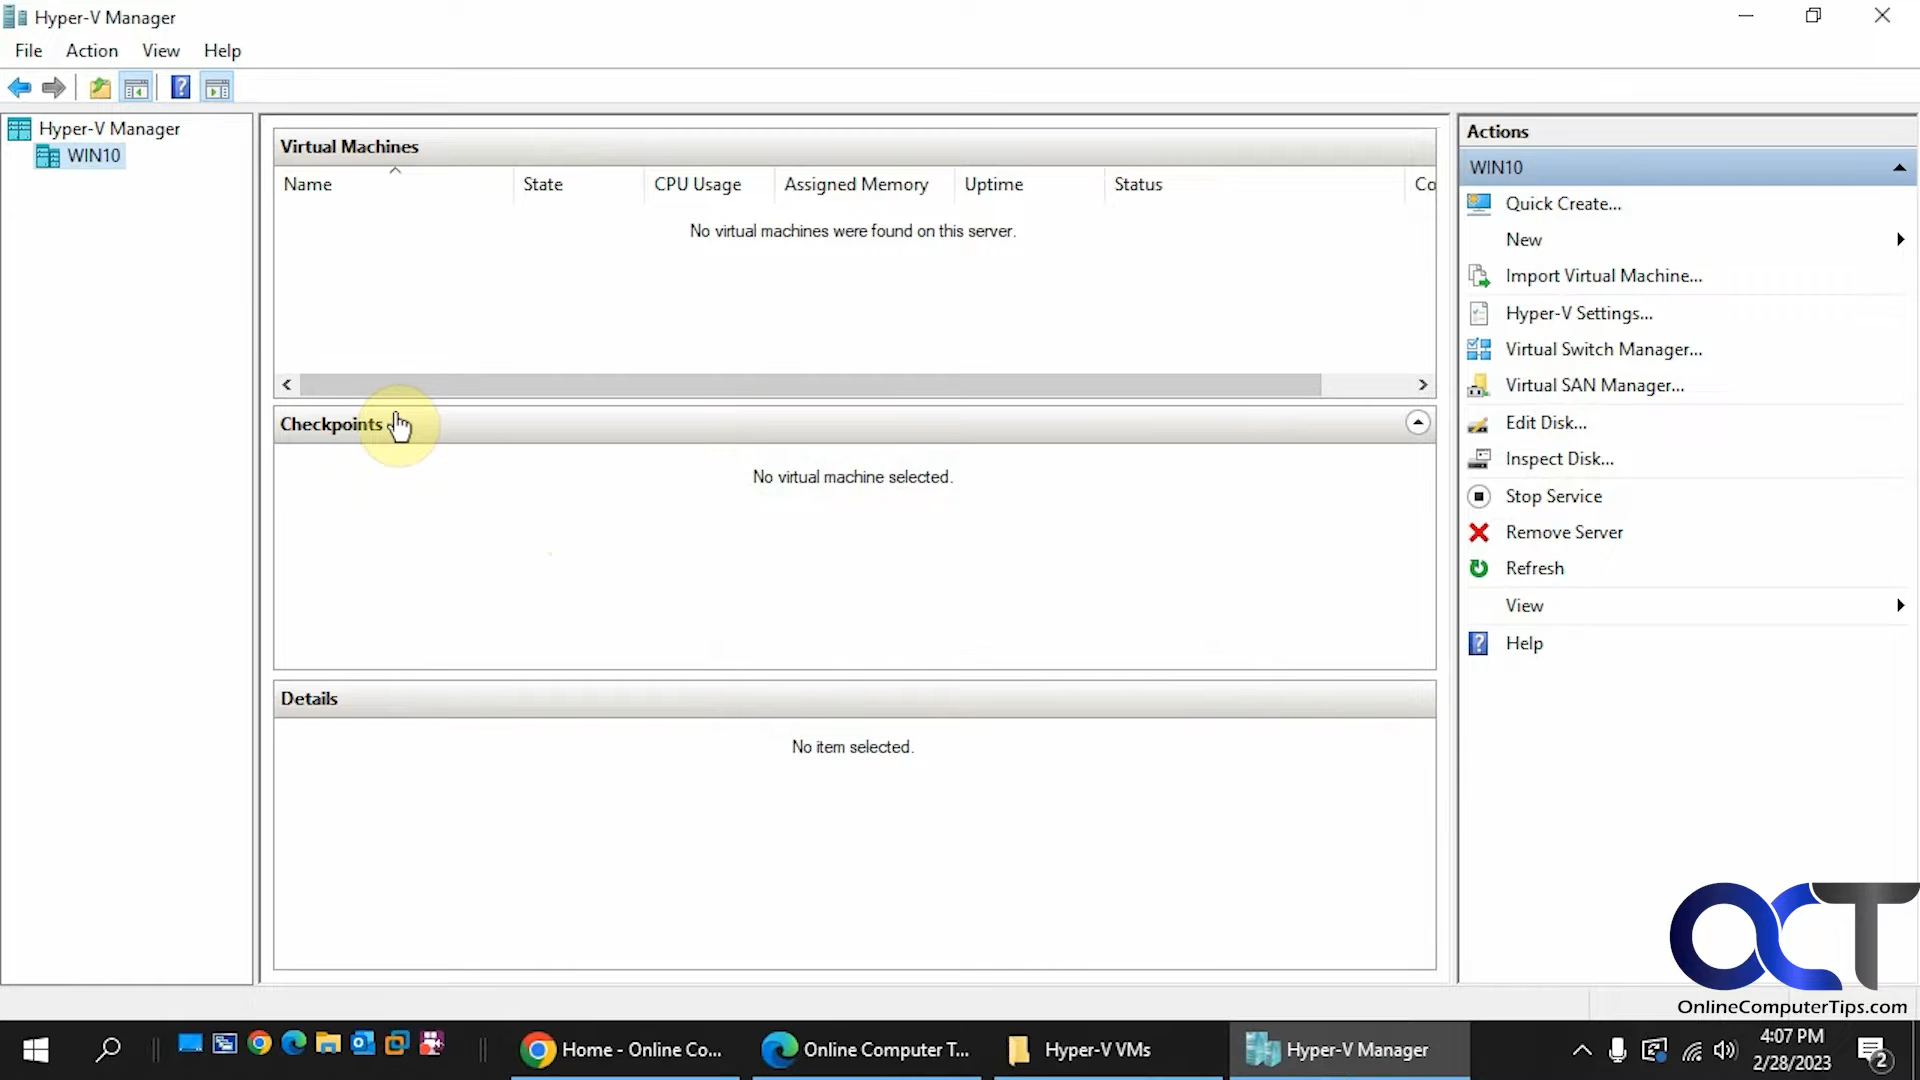 Hyper-V Manager
File Action View Help
Hyper-V Manager
WIN10
Virtual Machines
Name State CPU Usage Assigned Memory Uptime Status Co
No virtual machines were found on this server.
Checkpoints
No virtual machine selected.
Details
No item selected.
Actions
WIN10
Quick Create...
New
Import Virtual Machine...
Hyper-V Settings...
Virtual Switch Manager...
Virtual SAN Manager...
Edit Disk...
Inspect Disk...
Stop Service
Remove Server
Refresh
View
Help
OCT
OnlineComputerTips.com
Home - Online Co... Online Computer T... Hyper-V VMs Hyper-V Manager
4:07 PM
2/28/2023
2